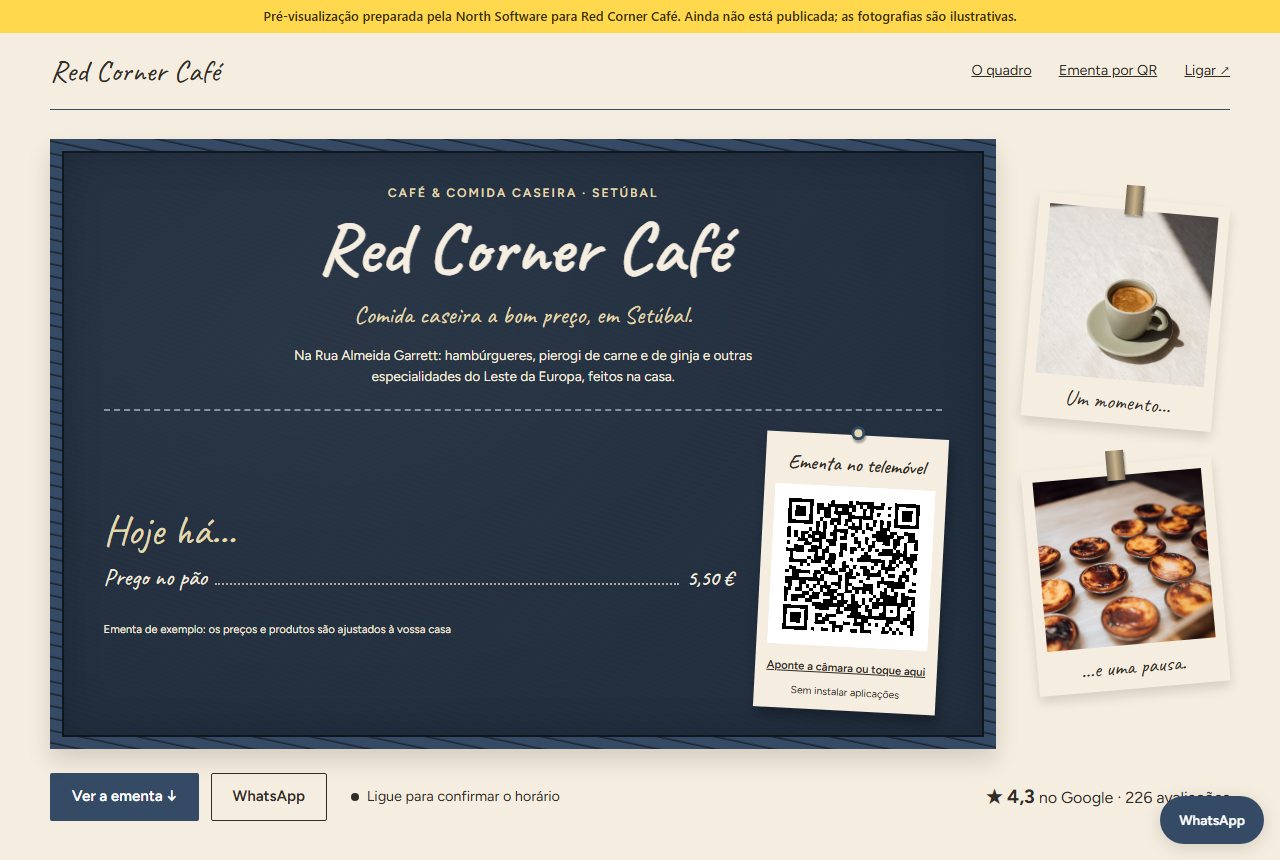 Pré-visualização preparada pela North Software para Red Corner Café. Ainda não está publicada; as fotografias são ilustrativas.
Red Corner Café
O quadro
Ementa por QR
Ligar ↗
CAFÉ & COMIDA CASEIRA · SETÚBAL
Red Corner Café
Comida caseira a bom preço, em Setúbal.
Na Rua Almeida Garrett: hambúrgueres, pierogi de carne e de ginja e outras
especialidades do Leste da Europa, feitos na casa.
Hoje há...
Prego no pão 5,50 €
Ementa de exemplo: os preços e produtos são ajustados à vossa casa
Ementa no telemóvel
Aponte a câmara ou toque aqui
Sem instalar aplicações
Um momento...
...e uma pausa.
Ver a ementa ↓
WhatsApp
Ligue para confirmar o horário
★ 4,3 no Google · 226
WhatsApp